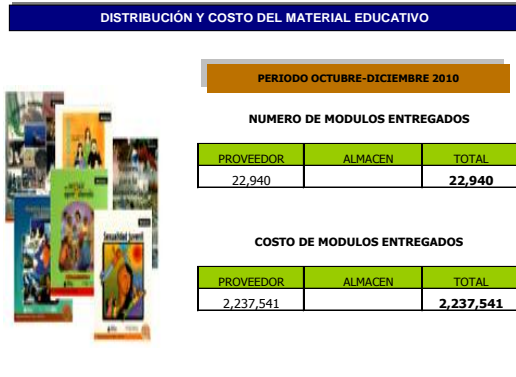 DISTRIBUCIÓN Y COSTO DEL MATERIAL EDUCATIVO
PERIODO OCTUBRE-DICIEMBRE 2010
NUMERO DE MODULOS ENTREGADOS
PROVEEDOR ALMACEN TOTAL
22,940 22,940
COSTO DE MODULOS ENTREGADOS
PROVEEDOR ALMACEN TOTAL
2,237,541 2,237,541
Sexualidad juvenil